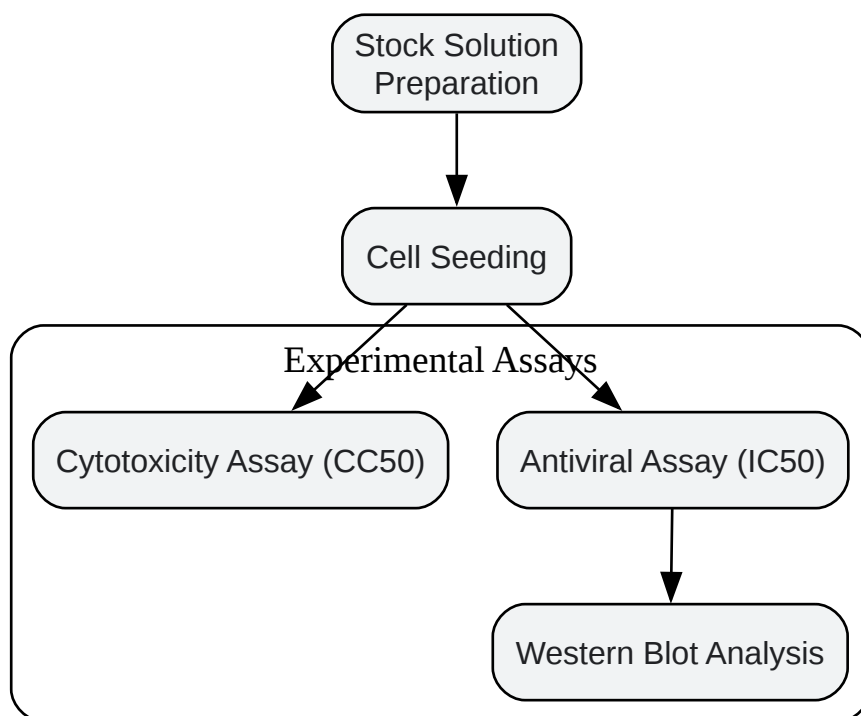 Stock Solution
Preparation
Cell Seeding
Experimental Assays
Cytotoxicity Assay (CC50)
Antiviral Assay (IC50)
Western Blot Analysis